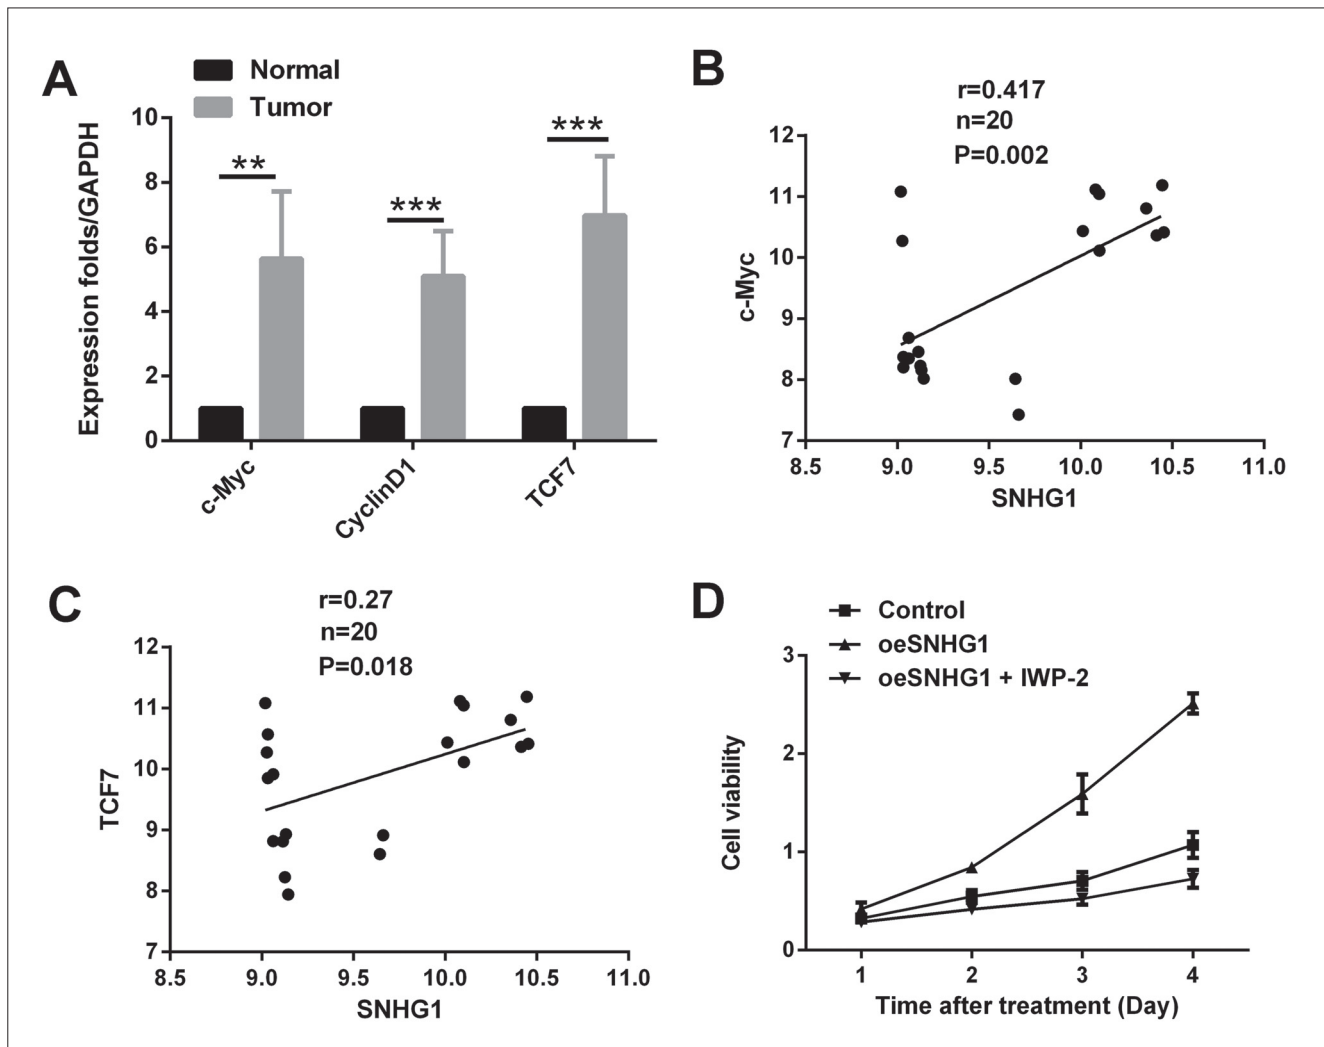 A
Normal
Tumor
Expression folds/GAPDH
10
8
6
4
2
0
**
***
***
c-Myc
CyclinD1
TCF7
B
r=0.417
n=20
P=0.002
c-Myc
12
11
10
9
8
7
8.5 9.0 9.5 10.0 10.5 11.0
SNHG1
C
r=0.27
n=20
P=0.018
TCF7
12
11
10
9
8
7
8.5 9.0 9.5 10.0 10.5 11.0
SNHG1
D
Control
oeSNHG1
oeSNHG1 + IWP-2
Cell viability
3
2
1
0
1 2 3 4
Time after treatment (Day)